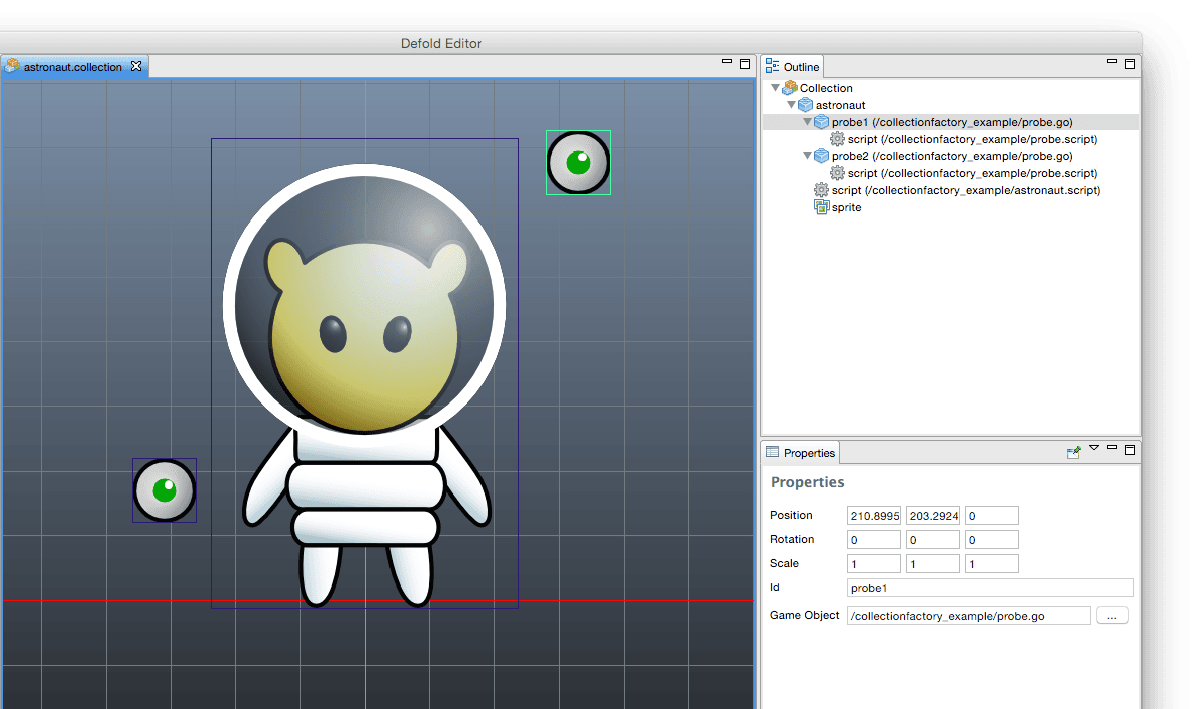 Defold Editor
astronaut.collection
Outline
Collection
astronaut
probe1 (/collectionfactory_example/probe.go)
script (/collectionfactory_example/probe.script)
probe2 (/collectionfactory_example/probe.go)
script (/collectionfactory_example/probe.script)
script (/collectionfactory_example/astronaut.script)
sprite
Properties
Properties
Position 210.8995 203.2924 0
Rotation 0 0 0
Scale 1 1 1
Id probe1
Game Object /collectionfactory_example/probe.go ...